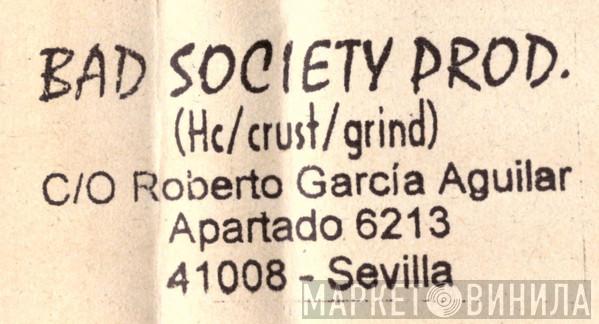 BAD SOCIETY PROD.
(Hc/crust/grind)
C/O Roberto García Aguilar
Apartado 6213
41008 - Sevilla
МАРКЕТ ВИНИЛА